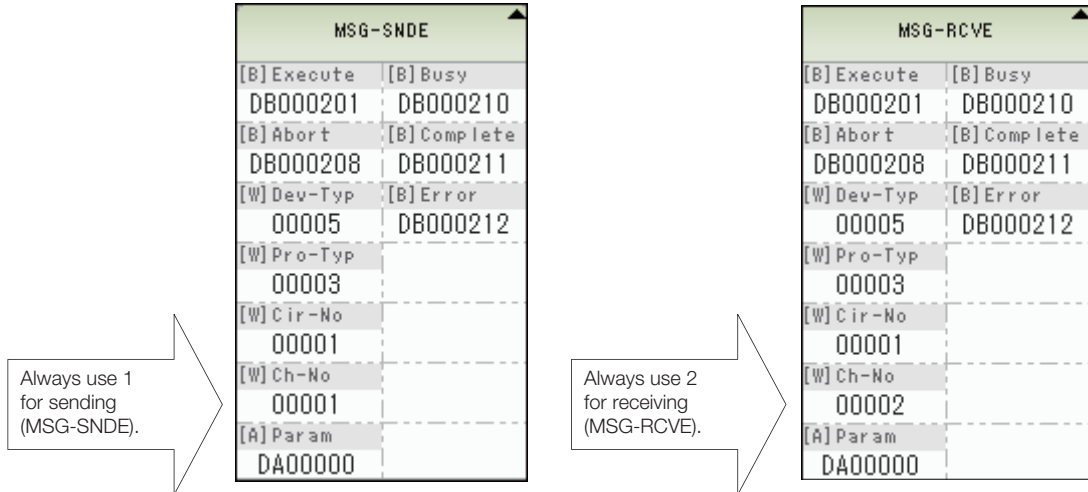 MSG-SNDE
[B]Execute [B]Busy
DB000201 DB000210
[B]Abort [B]Complete
DB000208 DB000211
[W]Dev-Typ [B]Error
00005 DB000212
[W]Pro-Typ
00003
[W]Cir-No
00001
[W]Ch-No
00001
[A]Param
DA00000
Always use 1
for sending
(MSG-SNDE).
MSG-RCVE
[B]Execute [B]Busy
DB000201 DB000210
[B]Abort [B]Complete
DB000208 DB000211
[W]Dev-Typ [B]Error
00005 DB000212
[W]Pro-Typ
00003
[W]Cir-No
00001
[W]Ch-No
00002
[A]Param
DA00000
Always use 2
for receiving
(MSG-RCVE).